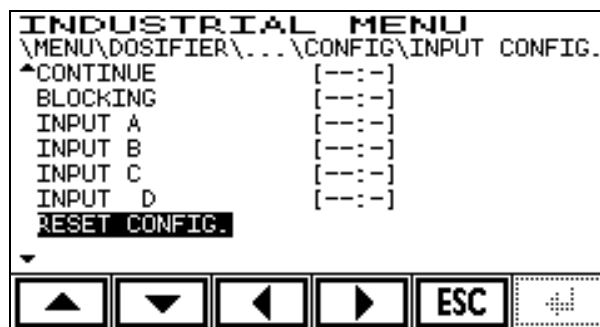 INDUSTRIAL MENU
\MENU\DOSIFIER\...\CONFIG\INPUT CONFIG.
CONTINUE [--:-]
BLOCKING [--:-]
INPUT A [--:-]
INPUT B [--:-]
INPUT C [--:-]
INPUT D [--:-]
RESET CONFIG.
ESC